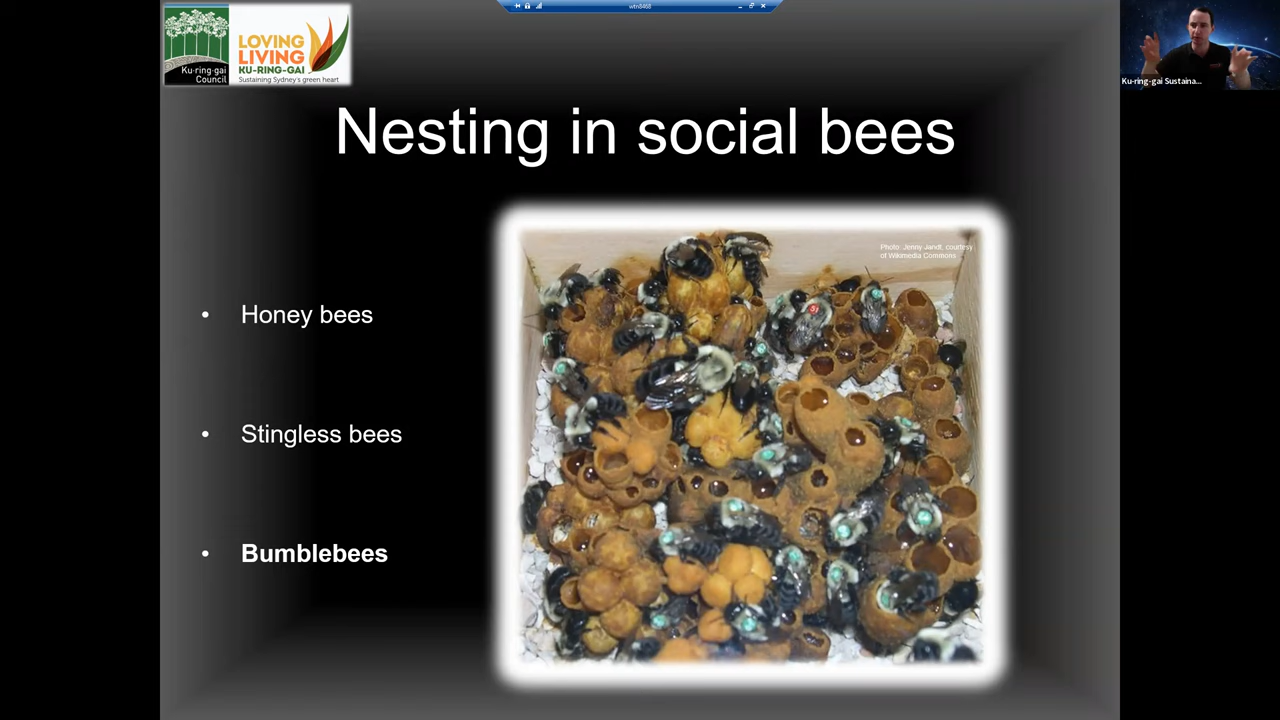 wtn8468
Ku-ring-gai
Council
LOVING
LIVING
KU-RING-GAI
Sustaining Sydney's green heart
Ku-ring-gai Sustaina...
Nesting in social bees
Photo: Jenny Jandt, courtesy
of Wikimedia Commons
• Honey bees
• Stingless bees
• Bumblebees